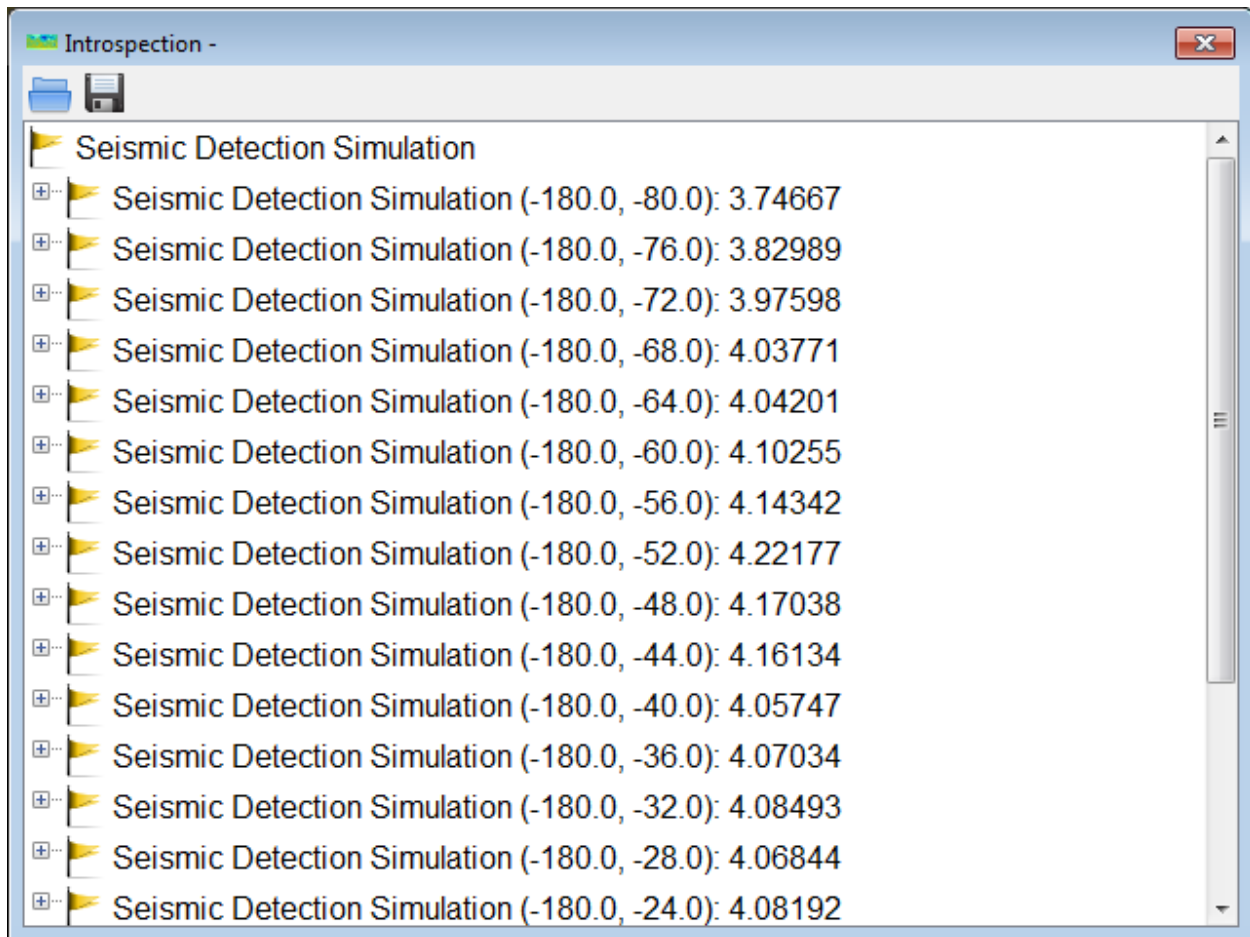 Introspection -
Seismic Detection Simulation
Seismic Detection Simulation (-180.0, -80.0): 3.74667
Seismic Detection Simulation (-180.0, -76.0): 3.82989
Seismic Detection Simulation (-180.0, -72.0): 3.97598
Seismic Detection Simulation (-180.0, -68.0): 4.03771
Seismic Detection Simulation (-180.0, -64.0): 4.04201
Seismic Detection Simulation (-180.0, -60.0): 4.10255
Seismic Detection Simulation (-180.0, -56.0): 4.14342
Seismic Detection Simulation (-180.0, -52.0): 4.22177
Seismic Detection Simulation (-180.0, -48.0): 4.17038
Seismic Detection Simulation (-180.0, -44.0): 4.16134
Seismic Detection Simulation (-180.0, -40.0): 4.05747
Seismic Detection Simulation (-180.0, -36.0): 4.07034
Seismic Detection Simulation (-180.0, -32.0): 4.08493
Seismic Detection Simulation (-180.0, -28.0): 4.06844
Seismic Detection Simulation (-180.0, -24.0): 4.08192